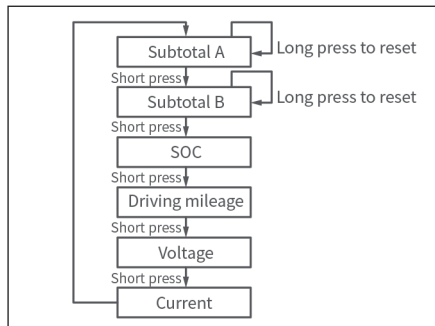 Subtotal A
Long press to reset
Short press
Subtotal B
Long press to reset
Short press
SOC
Short press
Driving mileage
Short press
Voltage
Short press
Current